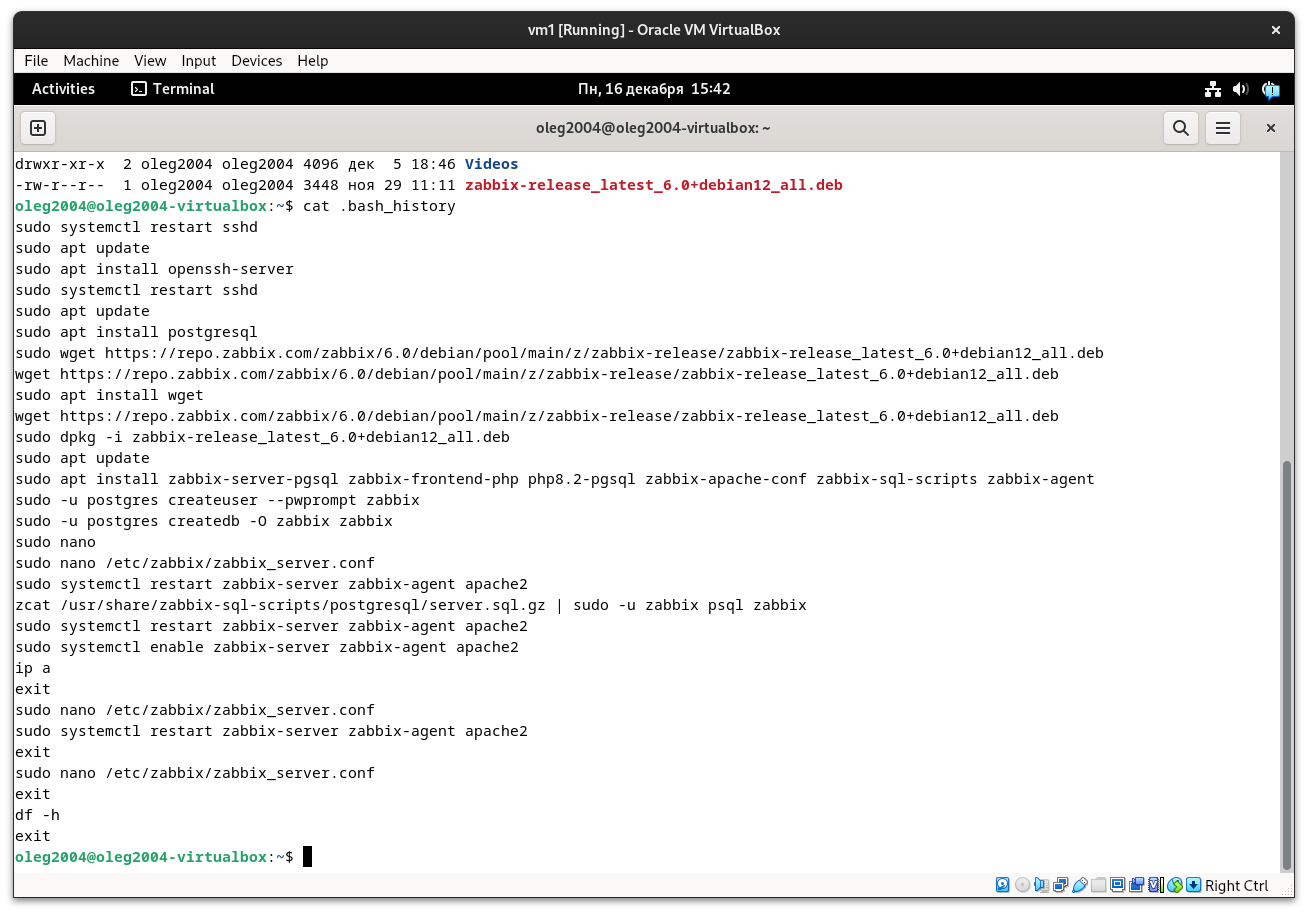 vm1 [Running] - Oracle VM VirtualBox
File Machine View Input Devices Help
Activities Terminal Пн, 16 декабря 15:42
oleg2004@oleg2004-virtualbox: ~
drwxr-xr-x  2 oleg2004 oleg2004 4096 дек  5 18:46 Videos
-rw-r--r--  1 oleg2004 oleg2004 3448 ноя 29 11:11 zabbix-release_latest_6.0+debian12_all.deb
oleg2004@oleg2004-virtualbox:~$ cat .bash_history
sudo systemctl restart sshd
sudo apt update
sudo apt install openssh-server
sudo systemctl restart sshd
sudo apt update
sudo apt install postgresql
sudo wget https://repo.zabbix.com/zabbix/6.0/debian/pool/main/z/zabbix-release/zabbix-release_latest_6.0+debian12_all.deb
wget https://repo.zabbix.com/zabbix/6.0/debian/pool/main/z/zabbix-release/zabbix-release_latest_6.0+debian12_all.deb
sudo apt install wget
wget https://repo.zabbix.com/zabbix/6.0/debian/pool/main/z/zabbix-release/zabbix-release_latest_6.0+debian12_all.deb
sudo dpkg -i zabbix-release_latest_6.0+debian12_all.deb
sudo apt update
sudo apt install zabbix-server-pgsql zabbix-frontend-php php8.2-pgsql zabbix-apache-conf zabbix-sql-scripts zabbix-agent
sudo -u postgres createuser --pwprompt zabbix
sudo -u postgres createdb -O zabbix zabbix
sudo nano
sudo nano /etc/zabbix/zabbix_server.conf
sudo systemctl restart zabbix-server zabbix-agent apache2
zcat /usr/share/zabbix-sql-scripts/postgresql/server.sql.gz | sudo -u zabbix psql zabbix
sudo systemctl restart zabbix-server zabbix-agent apache2
sudo systemctl enable zabbix-server zabbix-agent apache2
ip a
exit
sudo nano /etc/zabbix/zabbix_server.conf
sudo systemctl restart zabbix-server zabbix-agent apache2
exit
sudo nano /etc/zabbix/zabbix_server.conf
exit
df -h
exit
oleg2004@oleg2004-virtualbox:~$
Right Ctrl